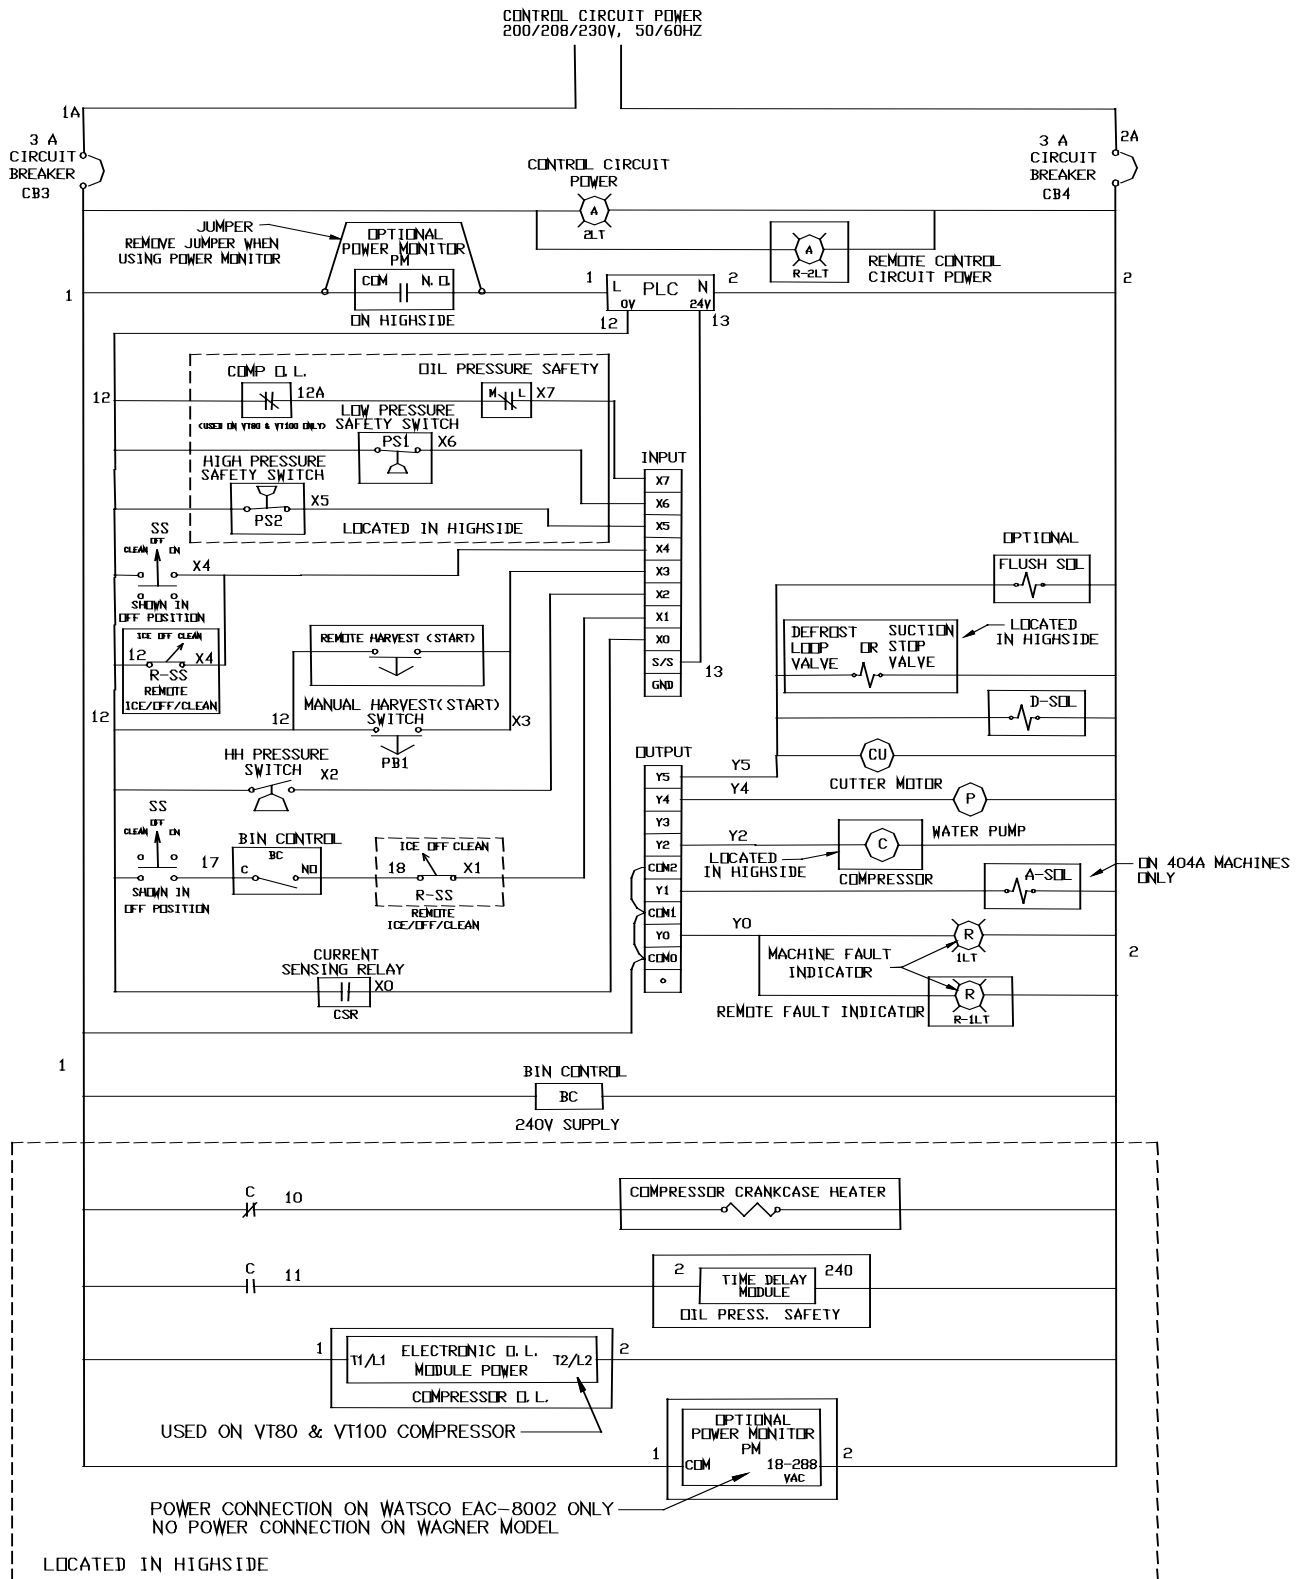 CONTROL CIRCUIT POWER
200/208/230V, 50/60HZ
1A
2A
3 A
CIRCUIT
BREAKER
CB3
3 A
CIRCUIT
BREAKER
CB4
CONTROL CIRCUIT
POWER
A
2LT
JUMPER
REMOVE JUMPER WHEN
USING POWER MONITOR
OPTIONAL
POWER MONITOR
PM
COM N.O.
ON HIGHSIDE
A
R-2LT
REMOTE CONTROL
CIRCUIT POWER
1
1
L PLC N
0V 24V
2
2
12
13
COMP O.L.
12A
(USED ON VT80 & VT100 ONLY)
OIL PRESSURE SAFETY
M L
X7
12
LOW PRESSURE
SAFETY SWITCH
PS1
X6
HIGH PRESSURE
SAFETY SWITCH
PS2
X5
LOCATED IN HIGHSIDE
INPUT
X7
X6
X5
X4
X3
X2
X1
X0
S/S
GND
13
SS
OFF
CLEAN ON
X4
SHOWN IN
OFF POSITION
ICE OFF CLEAN
12 X4
R-SS
REMOTE
ICE/OFF/CLEAN
REMOTE HARVEST (START)
MANUAL HARVEST(START)
SWITCH
12
12
X3
PB1
HH PRESSURE
SWITCH
X2
SS
OFF
CLEAN ON
17
SHOWN IN
OFF POSITION
BIN CONTROL
BC
C NO
ICE OFF CLEAN
18 X1
R-SS
REMOTE
ICE/OFF/CLEAN
CURRENT
SENSING RELAY
X0
CSR
OUTPUT
Y5
Y4
Y3
Y2
COM2
Y1
COM1
Y0
COM0
OPTIONAL
FLUSH SOL
DEFROST
LOOP
VALVE
OR
SUCTION
STOP
VALVE
LOCATED
IN HIGHSIDE
D-SOL
Y5
CU
CUTTER MOTOR
Y4
P
WATER PUMP
Y2
C
LOCATED
IN HIGHSIDE
COMPRESSOR
A-SOL
ON 404A MACHINES
ONLY
Y0
R
1LT
MACHINE FAULT
INDICATOR
R
R-1LT
REMOTE FAULT INDICATOR
2
1
BIN CONTROL
BC
240V SUPPLY
C
10
COMPRESSOR CRANKCASE HEATER
C
11
2
TIME DELAY
MODULE
240
OIL PRESS. SAFETY
1
T1/L1
ELECTRONIC O.L.
MODULE POWER
T2/L2
2
COMPRESSOR O.L.
USED ON VT80 & VT100 COMPRESSOR
OPTIONAL
POWER MONITOR
PM
1
COM
18-288
VAC
2
POWER CONNECTION ON WATSCO EAC-8002 ONLY
NO POWER CONNECTION ON WAGNER MODEL
LOCATED IN HIGHSIDE